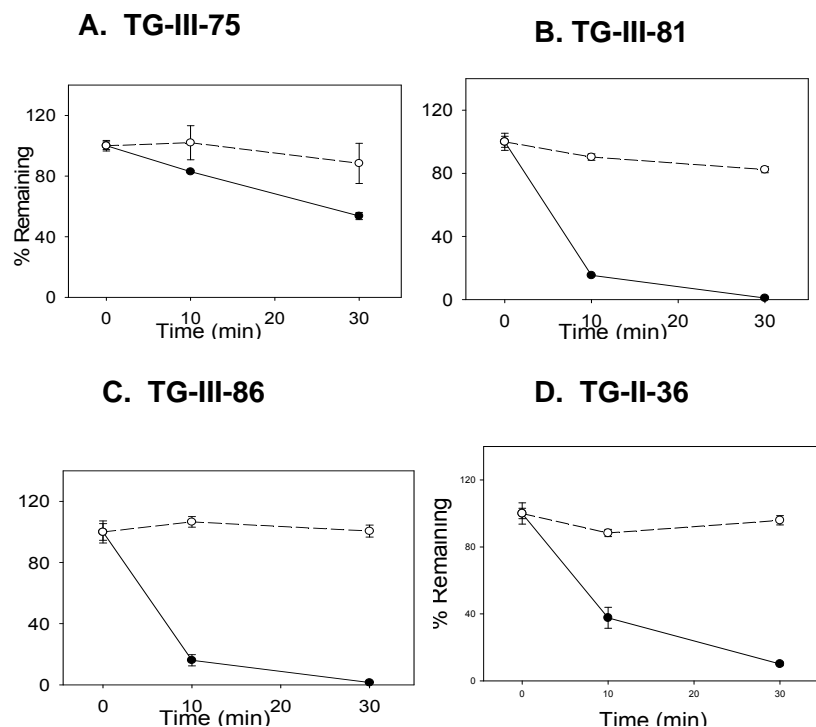 A. TG-III-75
B. TG-III-81
% Remaining
120
80
40
0
0 10 20 30
Time (min)
120
80
40
0
0 10 20 30
Time (min)
C. TG-III-86
D. TG-II-36
120
80
40
0
0 10 20 30
Time (min)
% Remaining
120
80
40
0
0 10 20 30
Time (min)